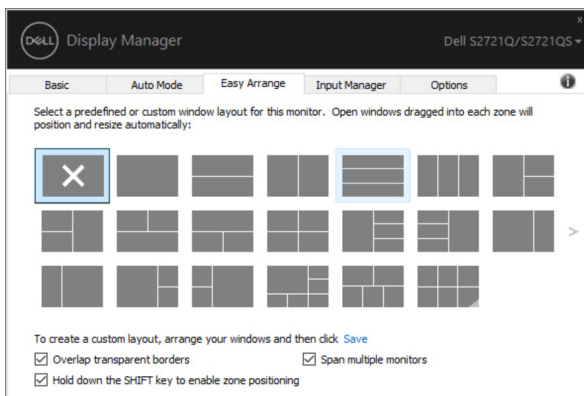 DELL Display Manager
Dell S2721Q/S2721QS
Basic Auto Mode Easy Arrange Input Manager Options
Select a predefined or custom window layout for this monitor. Open windows dragged into each zone will
position and resize automatically:
To create a custom layout, arrange your windows and then click Save
Overlap transparent borders Span multiple monitors
Hold down the SHIFT key to enable zone positioning